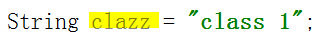 String clazz = "class 1";